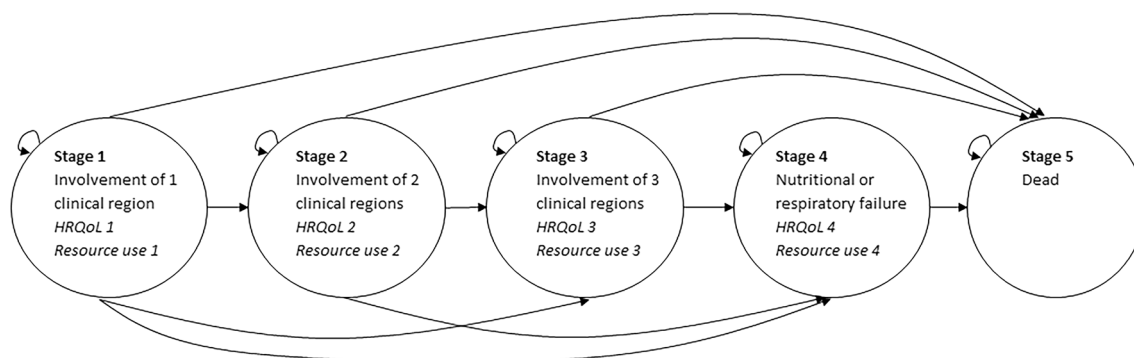 Stage 1
Involvement of 1
clinical region
HRQoL 1
Resource use 1
Stage 2
Involvement of 2
clinical regions
HRQoL 2
Resource use 2
Stage 3
Involvement of 3
clinical regions
HRQoL 3
Resource use 3
Stage 4
Nutritional or
respiratory failure
HRQoL 4
Resource use 4
Stage 5
Dead